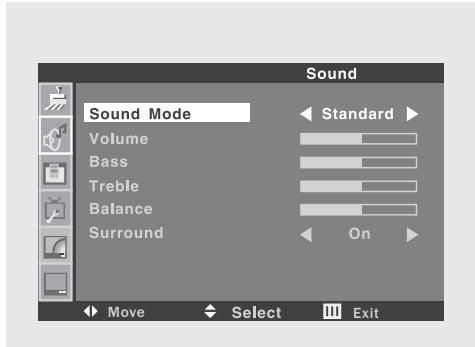 Sound
Sound Mode Standard
Volume
Bass
Treble
Balance
Surround On
Move Select Exit